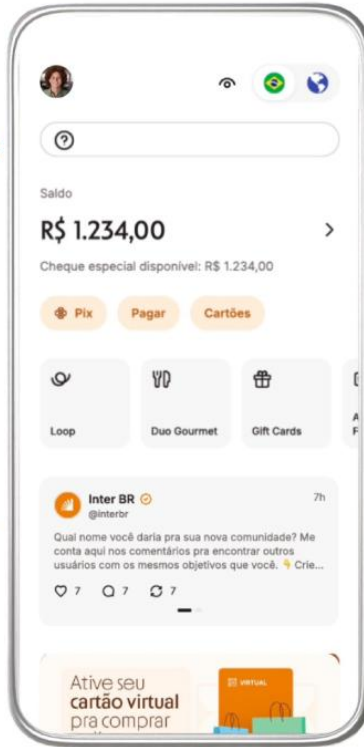 Saldo
R$ 1.234,00
Cheque especial disponível: R$ 1.234,00
Pix
Pagar
Cartões
Loop
Duo Gourmet
Gift Cards
A
F
Inter BR
7h
@interbr
Qual nome você daria pra sua nova comunidade? Me
conta aqui nos comentários pra encontrar outros
usuários com os mesmos objetivos que você. 👇 Crie...
7
7
7
Ative seu
cartão virtual
pra comprar
VIRTUAL